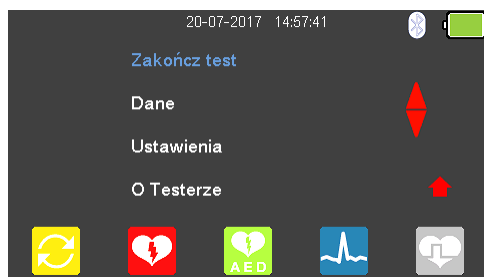 20-07-2017 14:57:41
Zakończ test
Dane
Ustawienia
O Testerze
AED